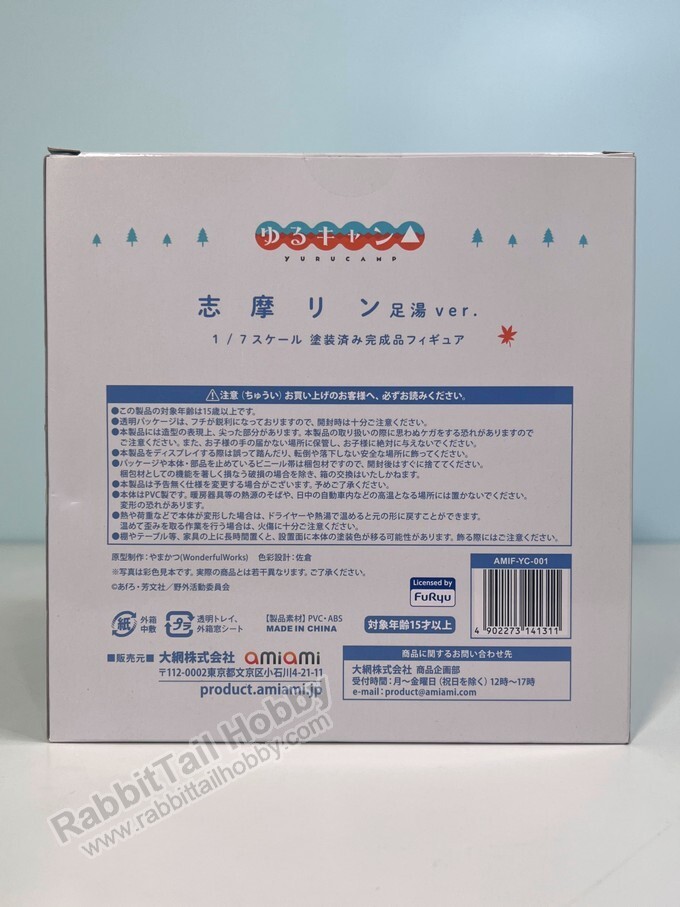 ゆるキャン△
YURUCAMP
志摩リン 足湯ver.
1/7スケール 塗装済み完成品フィギュア
⚠注意(ちゅうい)お買い上げのお客様へ、必ずお読みください。
●この製品の対象年齢は15歳以上です。
●透明パッケージは、フチが鋭利になっておりますので、開封時は十分ご注意ください。
●本製品には造型の表現上、尖った部分があります。本製品の取り扱いの際に思わぬケガをする恐れがありますので
ご注意ください。また、お子様の手の届かない場所に保管し、お子様に絶対に与えないでください。
●本製品をディスプレイする際は誤って踏んだり、転倒や落下しない安全な場所に飾ってください。
●パッケージや本体・部品を止めているビニール帯は梱包材ですので、開封後はすぐに捨ててください。
梱包材としての機能を著しく損なう破損の場合を除き、箱の交換はいたしかねます。
●本製品は予告無く仕様を変更する場合がございます。予めご了承ください。
●本体はPVC製です。暖房器具等の熱源のそばや、日中の自動車内などの高温となる場所には置かないでください。
変形の恐れがあります。
●熱や荷重などで本体が変形した場合は、ドライヤーや熱湯で温めると元の形に戻すことができます。
温めて歪みを取る作業を行う場合は、火傷に十分ご注意ください。
●棚やテーブル等、家具の上に長時間置くと、設置面に本体の塗装色が移る可能性があります。飾る際にはご注意ください。
原型制作:やまかつ(WonderfulWorks) 色彩設計:佐倉
※写真は彩色見本です。実際の商品とは若干異なります。ご了承ください。
©あfろ・芳文社/野外活動委員会
Licensed by
FuRyu
AMIF-YC-001
4 902273 141311
紙 外箱
中敷
プラ 透明トレイ、
外箱窓シート
【製品素材】PVC・ABS
MADE IN CHINA
対象年齢15才以上
■販売元■ 大網株式会社 amiami
〒112-0002東京都文京区小石川4-21-11
product.amiami.jp
商品に関するお問い合わせ先
大網株式会社 商品企画部
受付時間:月〜金曜日(祝日を除く)12時〜17時
e-mail:product@amiami.com
RabbitTail Hobby
www.rabbittailhobby.com